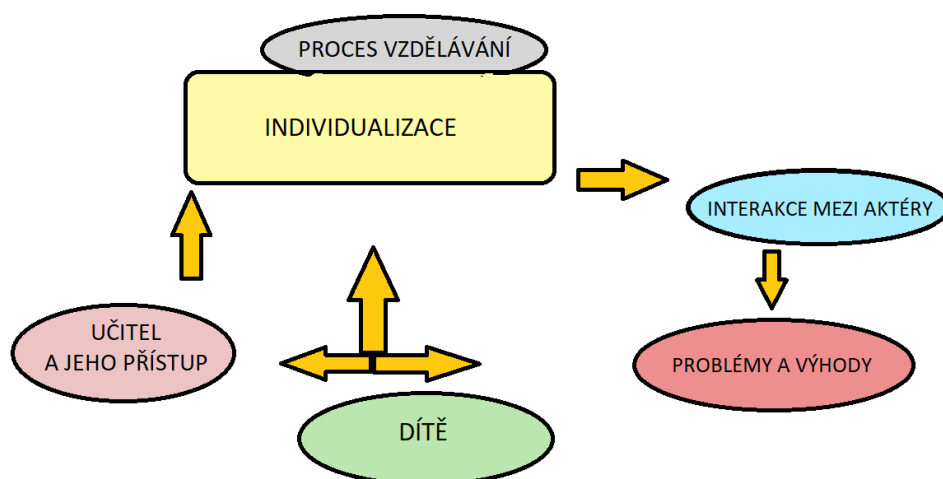 PROCES VZDĚLÁVÁNÍ
INDIVIDUALIZACE
INTERAKCE MEZI AKTÉRY
UČITEL
A JEHO PŘÍSTUP
PROBLÉMY A VÝHODY
DÍTĚ